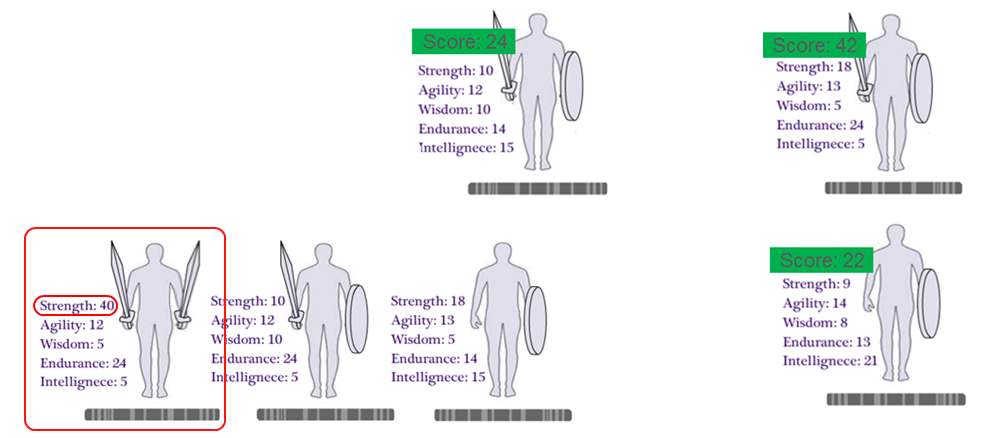 Score: 24
Strength: 10
Agility: 12
Wisdom: 10
Endurance: 14
Intellignece: 15
Score: 42
Strength: 18
Agility: 13
Wisdom: 5
Endurance: 24
Intellignece: 5
Strength: 40
Agility: 12
Wisdom: 5
Endurance: 24
Intellignece: 5
Strength: 10
Agility: 12
Wisdom: 10
Endurance: 24
Intellignece: 5
Strength: 18
Agility: 13
Wisdom: 5
Endurance: 14
Intellignece: 15
Score: 22
Strength: 9
Agility: 14
Wisdom: 8
Endurance: 13
Intellignece: 21